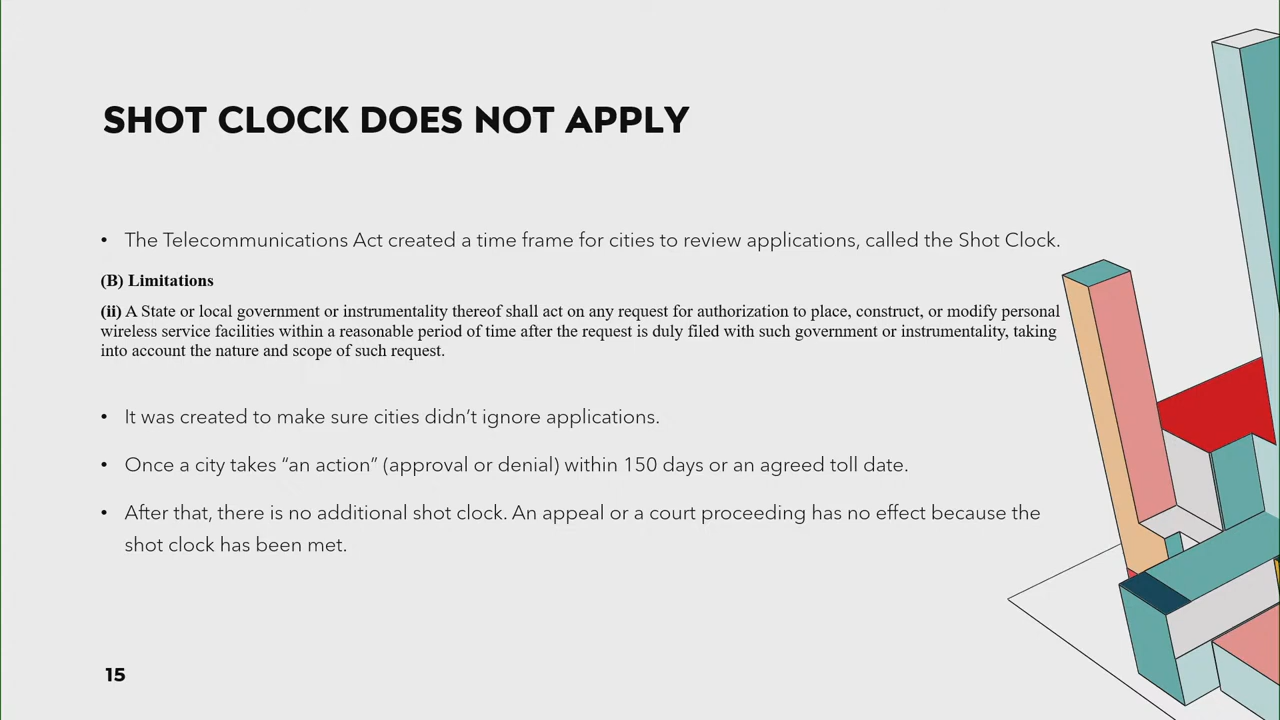 SHOT CLOCK DOES NOT APPLY
• The Telecommunications Act created a time frame for cities to review applications, called the Shot Clock.
(B) Limitations
(ii) A State or local government or instrumentality thereof shall act on any request for authorization to place, construct, or modify personal
wireless service facilities within a reasonable period of time after the request is duly filed with such government or instrumentality, taking
into account the nature and scope of such request.
• It was created to make sure cities didn’t ignore applications.
• Once a city takes “an action” (approval or denial) within 150 days or an agreed toll date.
• After that, there is no additional shot clock. An appeal or a court proceeding has no effect because the
shot clock has been met.
15